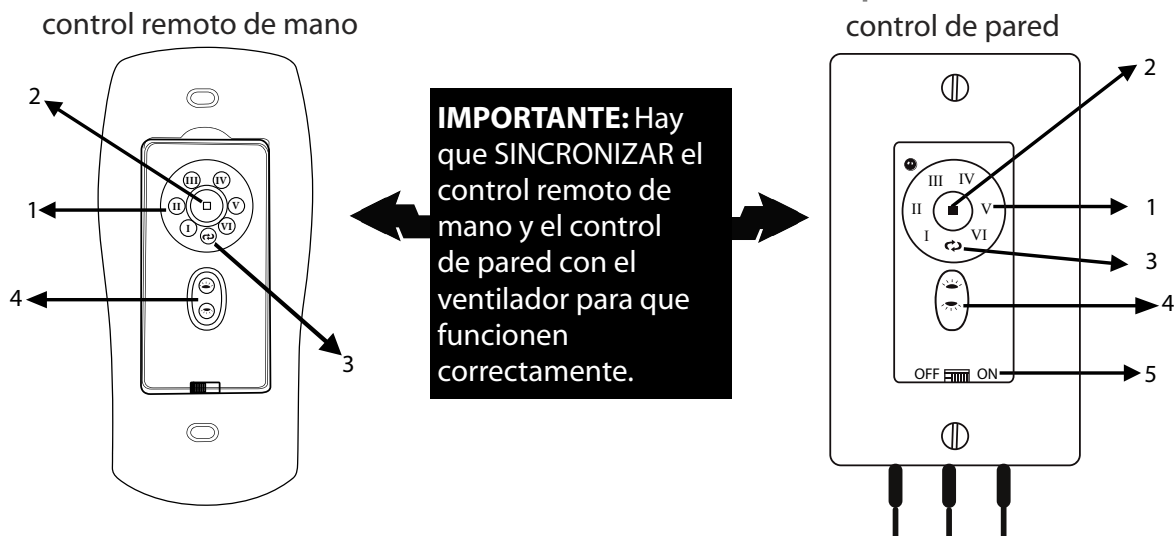 control remoto de mano
control de pared
2
1
4
3
III IV
II V
I VI
IMPORTANTE: Hay
que SINCRONIZAR el
control remoto de
mano y el control
de pared con el
ventilador para que
funcionen
correctamente.
2
1
3
4
5
III IV
II V
I VI
OFF ON